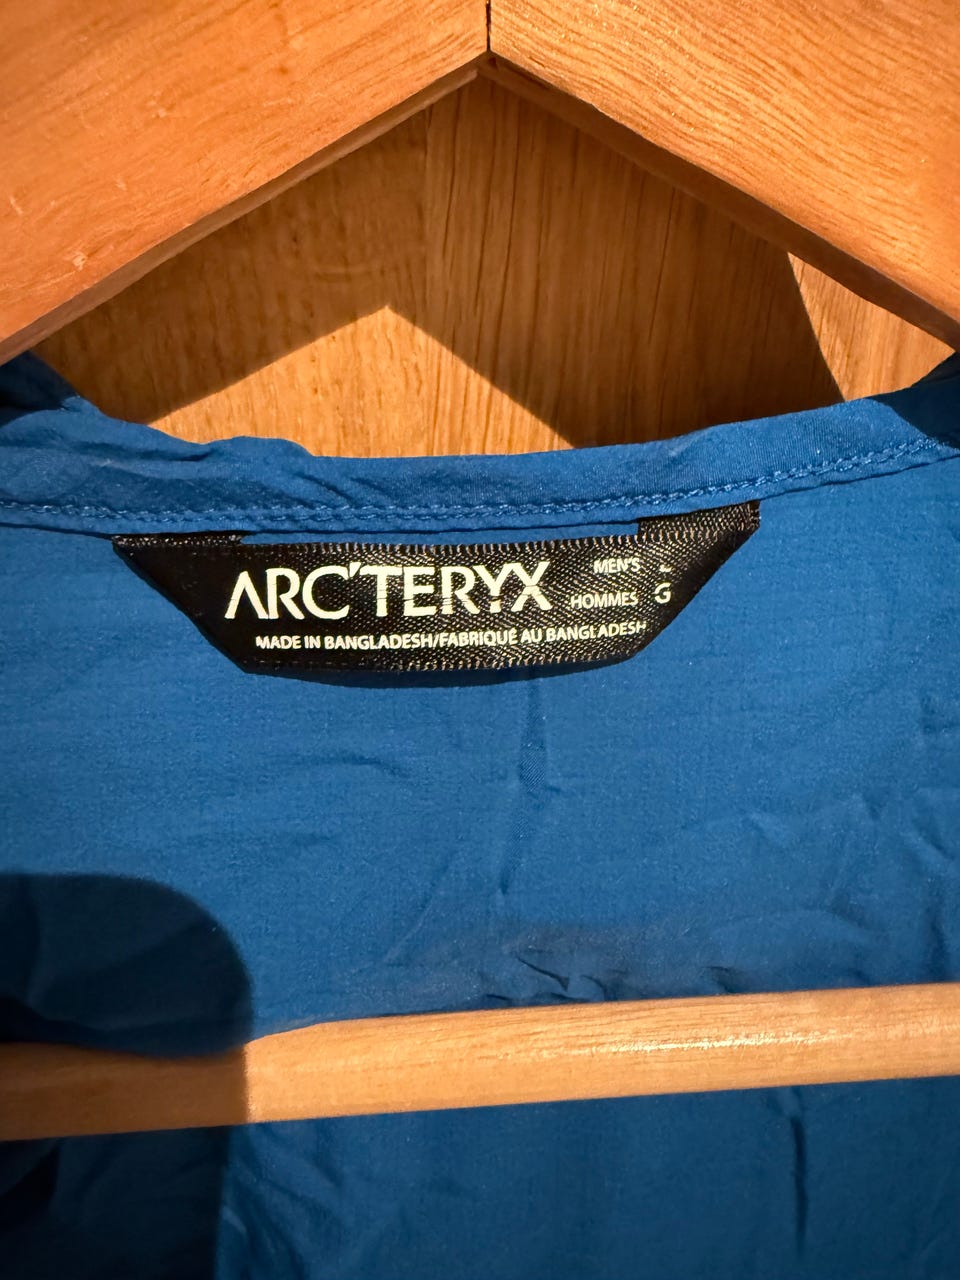 ARC'TERYX
MEN'S
HOMMES G
MADE IN BANGLADESH/FABRIQUÉ AU BANGLADESH